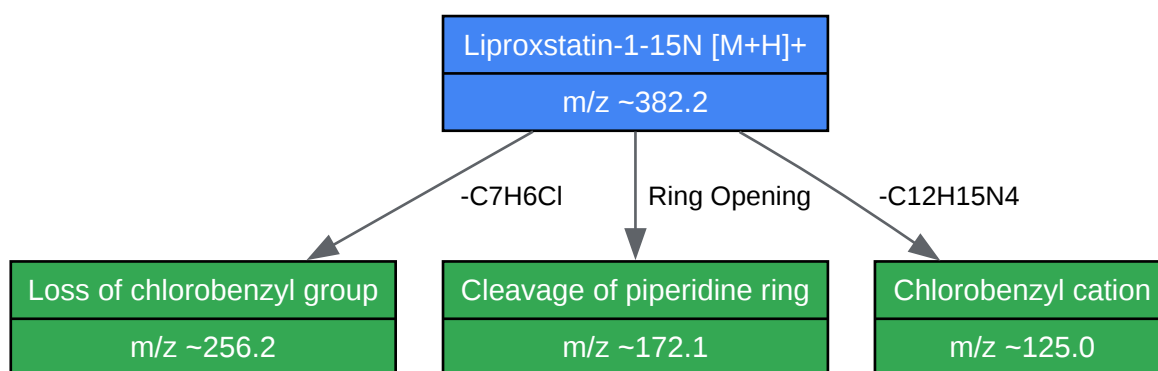 Liproxstatin-1-15N [M+H]+
m/z ~382.2
-C7H6Cl
Ring Opening
-C12H15N4
Loss of chlorobenzyl group
m/z ~256.2
Cleavage of piperidine ring
m/z ~172.1
Chlorobenzyl cation
m/z ~125.0